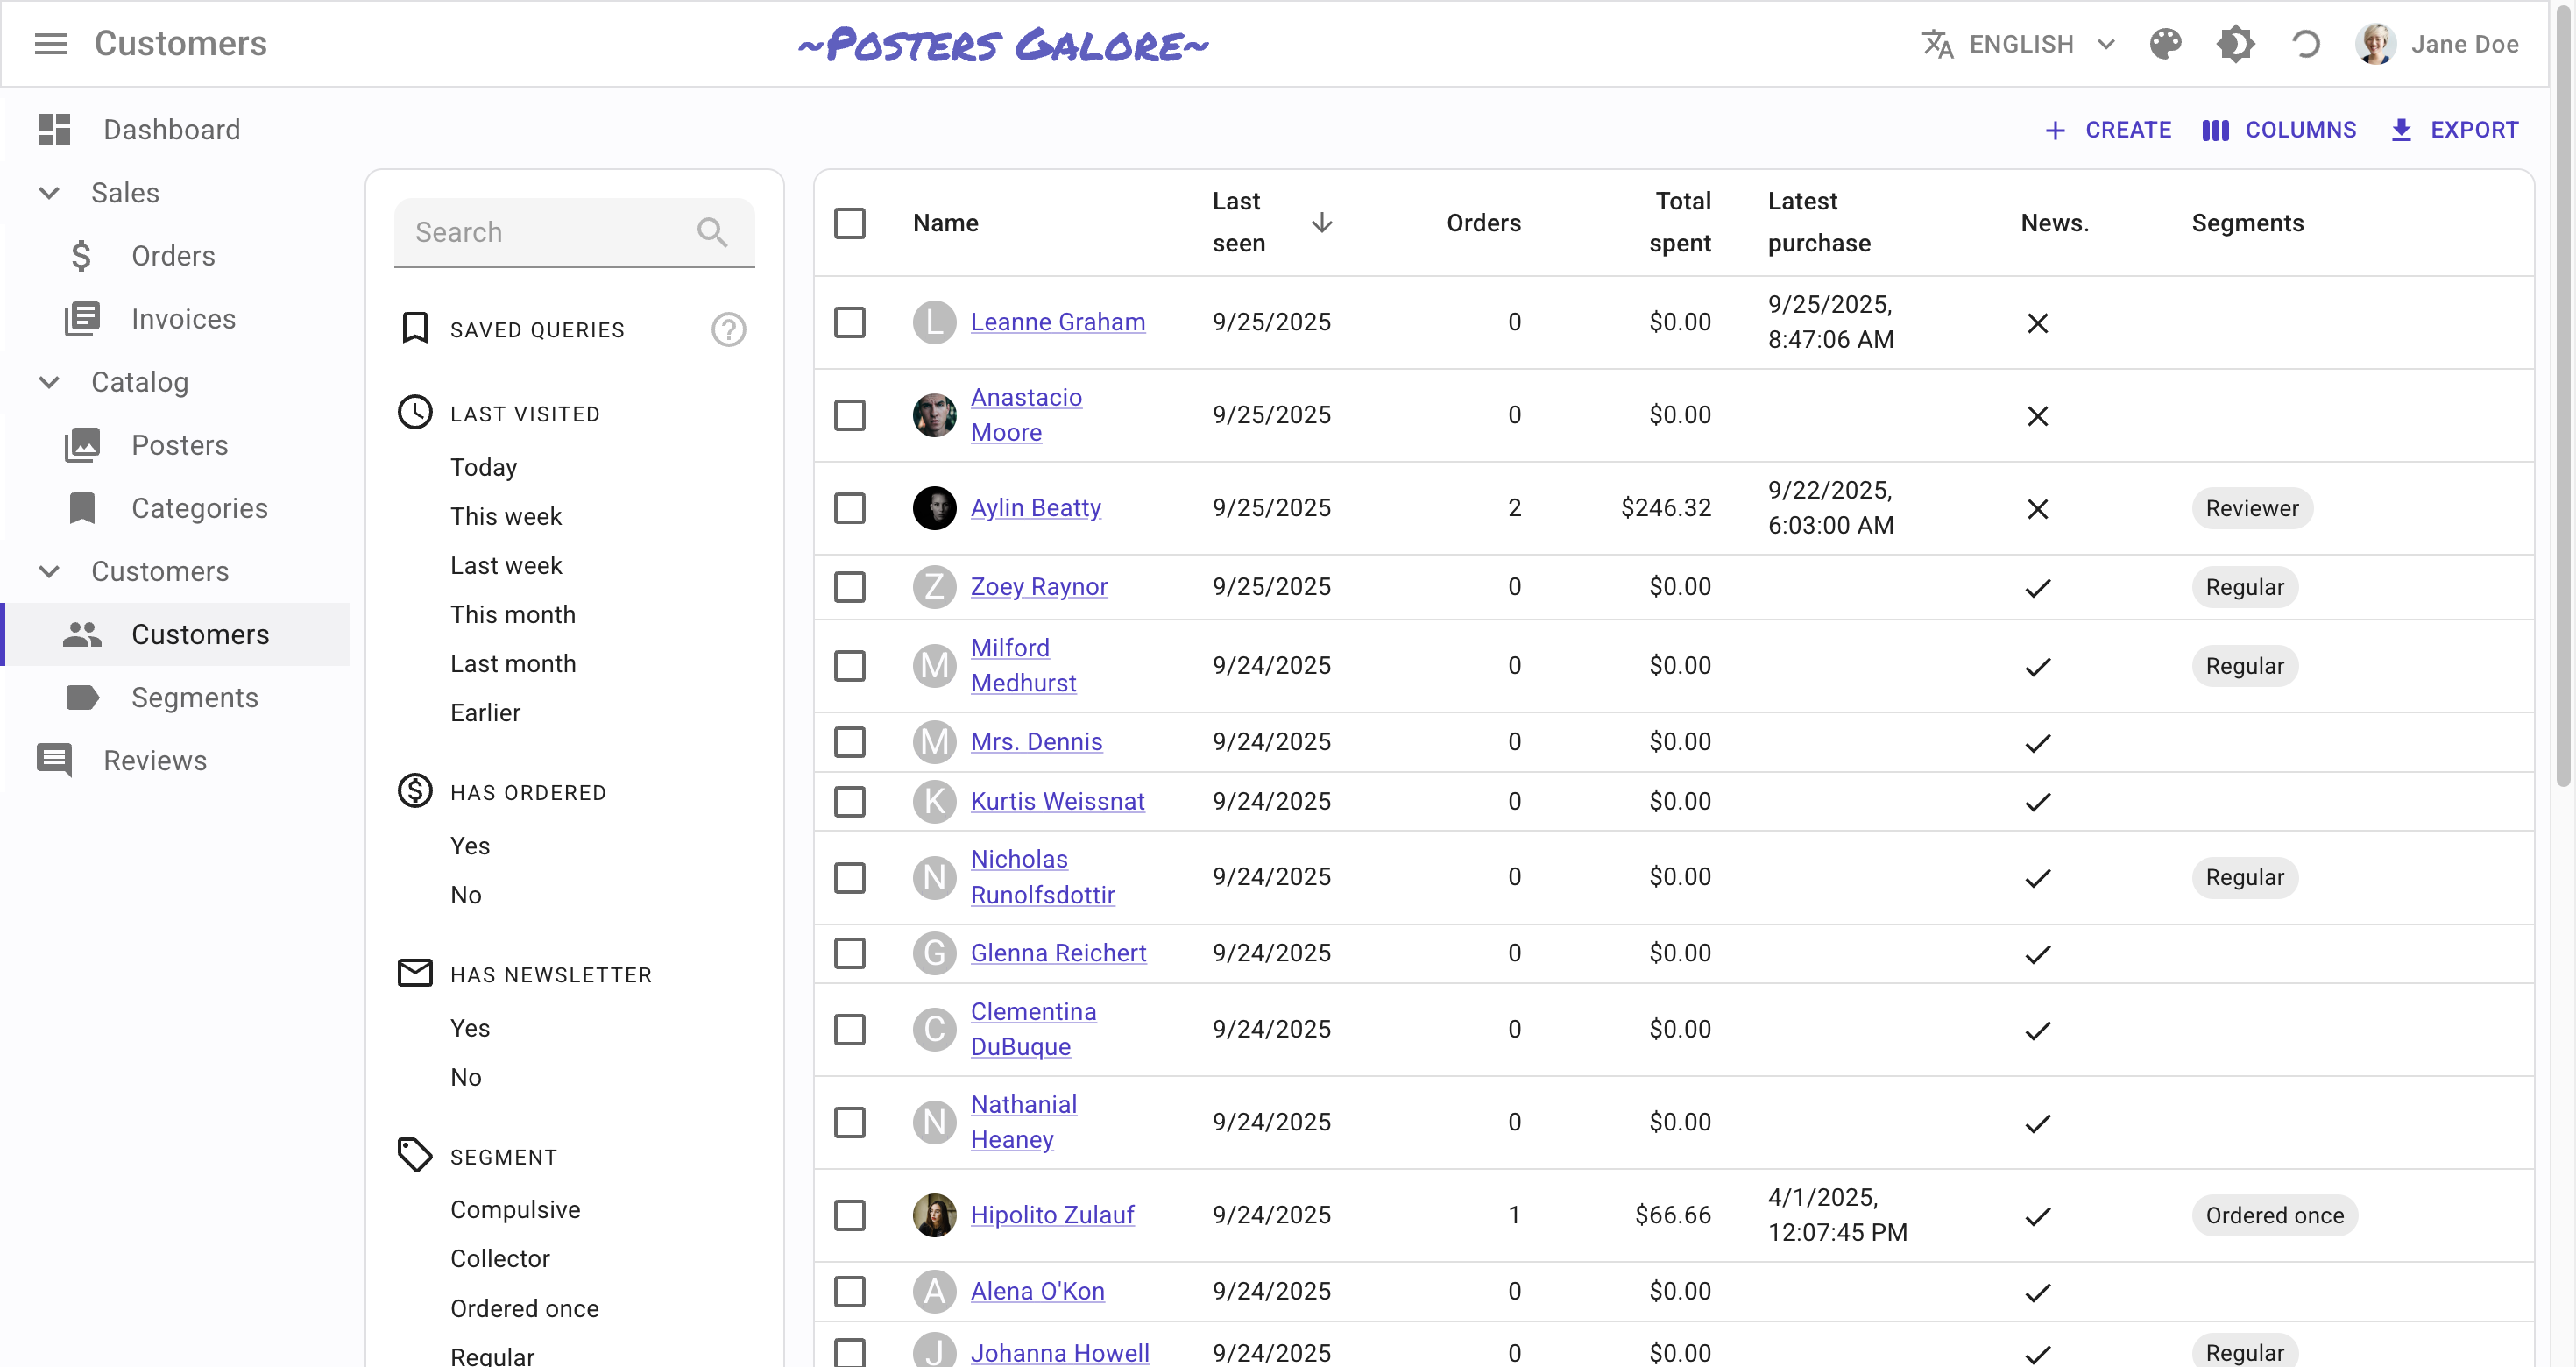 Customers
~Posters Galore~
ENGLISH
Jane Doe
Dashboard
Sales
Orders
Invoices
Catalog
Posters
Categories
Customers
Customers
Segments
Reviews
CREATE
COLUMNS
EXPORT
Search
SAVED QUERIES
?
LAST VISITED
Today
This week
Last week
This month
Last month
Earlier
HAS ORDERED
Yes
No
HAS NEWSLETTER
Yes
No
SEGMENT
Compulsive
Collector
Ordered once
Regular
Name
Last
seen
Orders
Total
spent
Latest
purchase
News.
Segments
L
Leanne Graham
9/25/2025
0
$0.00
9/25/2025,
8:47:06 AM
Anastacio
Moore
9/25/2025
0
$0.00
Aylin Beatty
9/25/2025
2
$246.32
9/22/2025,
6:03:00 AM
Reviewer
Z
Zoey Raynor
9/25/2025
0
$0.00
Regular
M
Milford
Medhurst
9/24/2025
0
$0.00
Regular
M
Mrs. Dennis
9/24/2025
0
$0.00
K
Kurtis Weissnat
9/24/2025
0
$0.00
N
Nicholas
Runolfsdottir
9/24/2025
0
$0.00
Regular
G
Glenna Reichert
9/24/2025
0
$0.00
C
Clementina
DuBuque
9/24/2025
0
$0.00
N
Nathanial
Heaney
9/24/2025
0
$0.00
Hipolito Zulauf
9/24/2025
1
$66.66
4/1/2025,
12:07:45 PM
Ordered once
A
Alena O'Kon
9/24/2025
0
$0.00
J
Johanna Howell
9/24/2025
0
$0.00
Regular